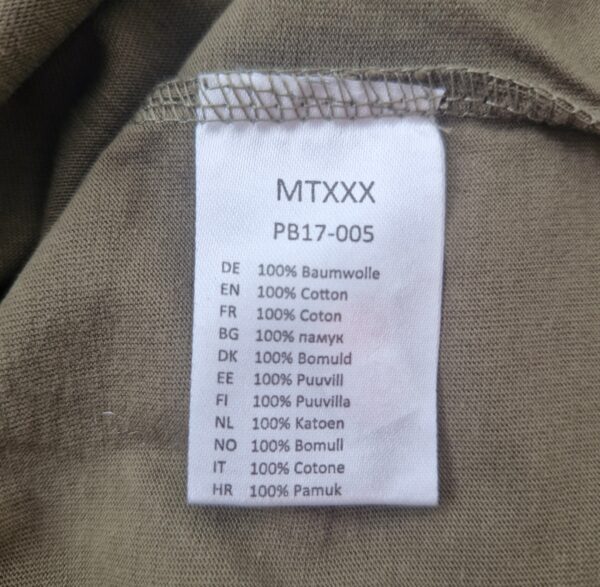 MTXXX
PB17-005
DE 100% Baumwolle
EN 100% Cotton
FR 100% Coton
BG 100% памук
DK 100% Bomuld
EE 100% Puuvill
FI 100% Puuvilla
NL 100% Katoen
NO 100% Bomull
IT 100% Cotone
HR 100% Pamuk